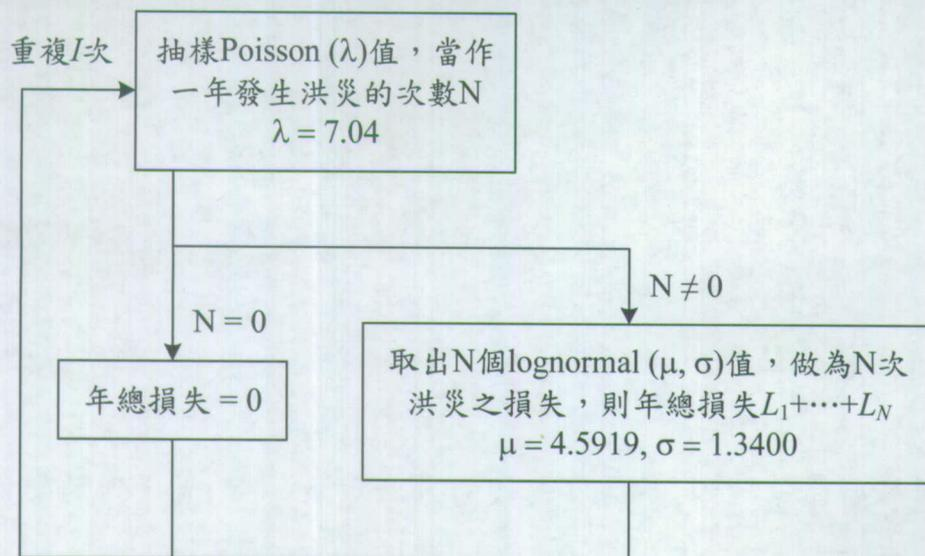 重複I次
抽樣Poisson (λ)值，當作
一年發生洪災的次數N
λ = 7.04
N = 0
N ≠ 0
年總損失 = 0
取出N個lognormal (μ, σ)值，做為N次
洪災之損失，則年總損失L₁+⋯+L_N
μ = 4.5919, σ = 1.3400